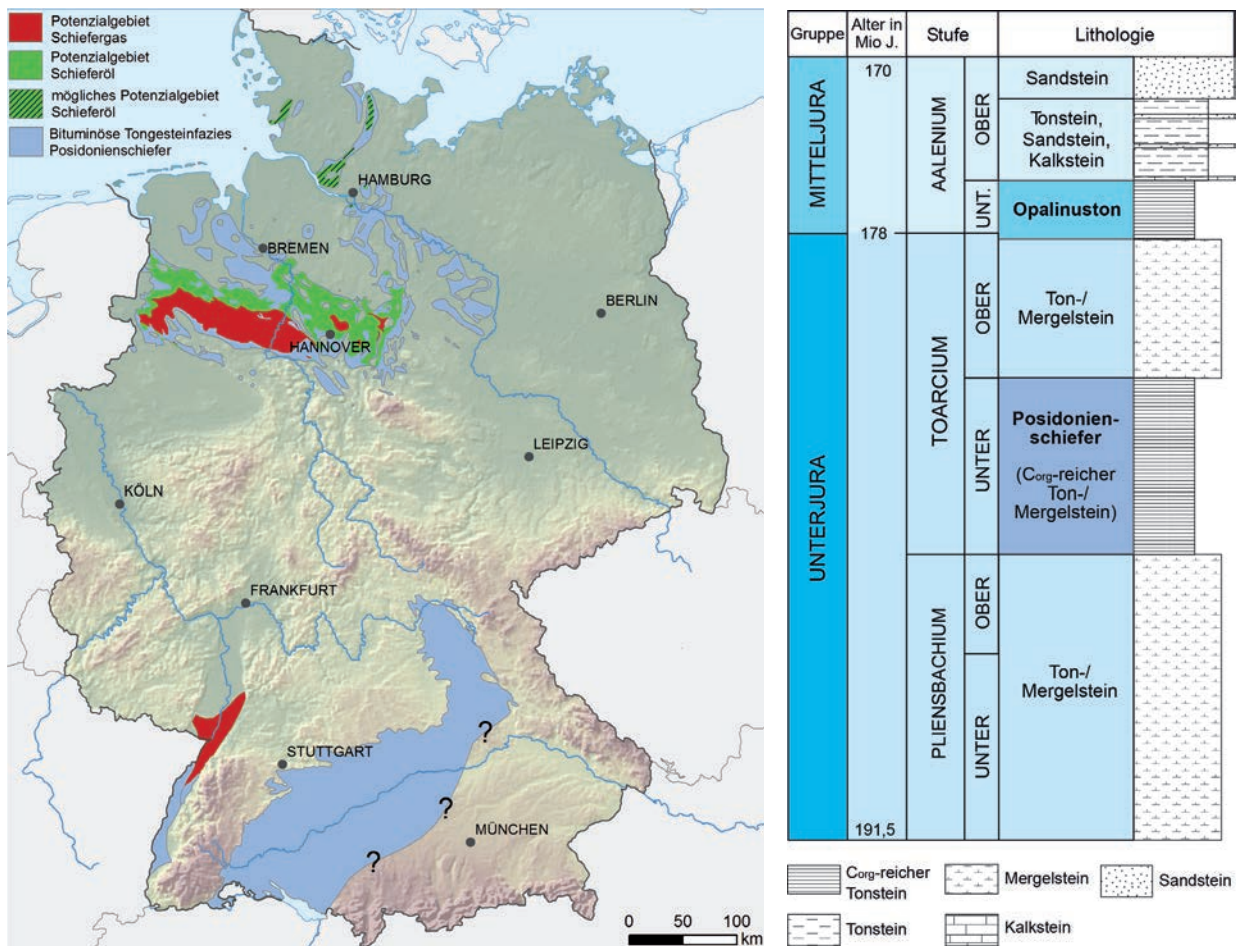 Potenzialgebiet
Schiefergas
Potenzialgebiet
Schieferöl
mögliches Potenzialgebiet
Schieferöl
Bituminöse Tongesteinfazies
Posidonienschiefer
HAMBURG
BREMEN
BERLIN
HANNOVER
LEIPZIG
KÖLN
FRANKFURT
STUTTGART
?
?
MÜNCHEN
?
0 50 100
km
Gruppe
Alter in
Mio J.
Stufe
Lithologie
MITTELJURA
170
AALENIUM
OBER
Sandstein
Tonstein,
Sandstein,
Kalkstein
UNT.
Opalinuston
178
UNTERJURA
TOARCIUM
OBER
Ton-/
Mergelstein
UNTER
Posidonien-
schiefer
(Corg-reicher
Ton-/
Mergelstein)
PLIENSBACHIUM
OBER
UNTER
Ton-/
Mergelstein
191,5
Corg-reicher
Tonstein
Mergelstein
Sandstein
Tonstein
Kalkstein